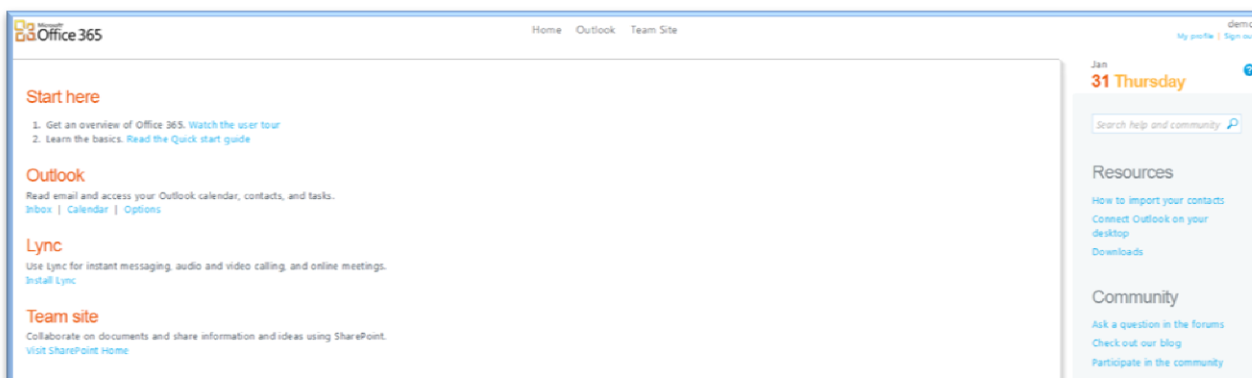 Microsoft
Office 365
Home Outlook Team Site
demo
My profile | Sign ou
Start here
1. Get an overview of Office 365. Watch the user tour
2. Learn the basics. Read the Quick start guide
Outlook
Read email and access your Outlook calendar, contacts, and tasks.
Inbox | Calendar | Options
Lync
Use Lync for instant messaging, audio and video calling, and online meetings.
Install Lync
Team site
Collaborate on documents and share information and ideas using SharePoint.
Visit SharePoint Home
Jan
31 Thursday
?
Search help and community
Resources
How to import your contacts
Connect Outlook on your
desktop
Downloads
Community
Ask a question in the forums
Check out our blog
Participate in the community